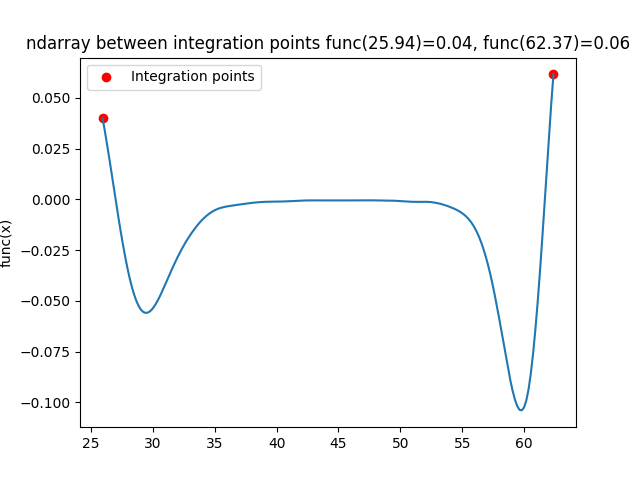 ndarray between integration points func(25.94)=0.04, func(62.37)=0.06
Integration points
func(x)
0.050
0.025
0.000
−0.025
−0.050
−0.075
−0.100
25 30 35 40 45 50 55 60